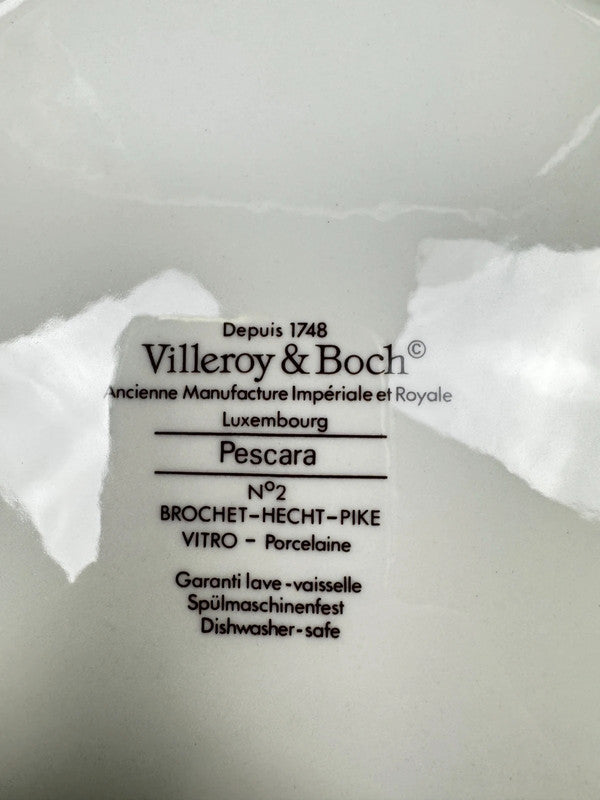 Depuis 1748
Villeroy & Boch©
Ancienne Manufacture Impériale et Royale
Luxembourg
Pescara
Nº2
BROCHET-HECHT-PIKE
VITRO - Porcelaine
Garanti lave-vaisselle
Spülmaschinenfest
Dishwasher-safe